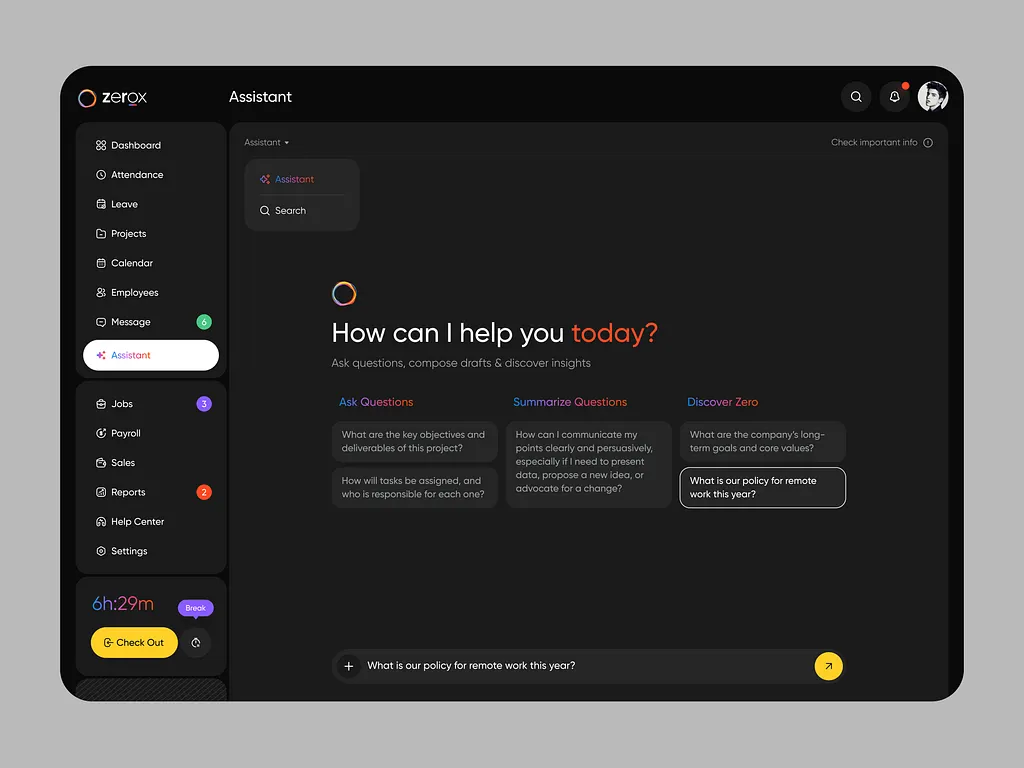 zerox
Assistant
Dashboard
Attendance
Leave
Projects
Calendar
Employees
Message 6
Assistant
Jobs 3
Payroll
Sales
Reports 2
Help Center
Settings
6h:29m
Break
Check Out
Assistant
Check important info
Assistant
Search
How can I help you today?
Ask questions, compose drafts & discover insights
Ask Questions
What are the key objectives and
deliverables of this project?
How will tasks be assigned, and
who is responsible for each one?
Summarize Questions
How can I communicate my
points clearly and persuasively,
especially if I need to present
data, propose a new idea, or
advocate for a change?
Discover Zero
What are the company's long-
term goals and core values?
What is our policy for remote
work this year?
What is our policy for remote work this year?